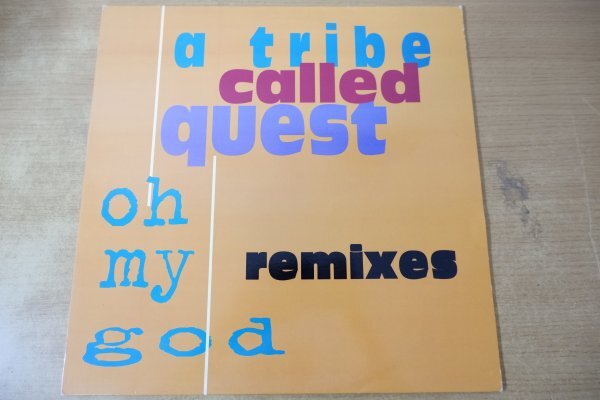 a tribe
called
quest
oh
my
remixes
god